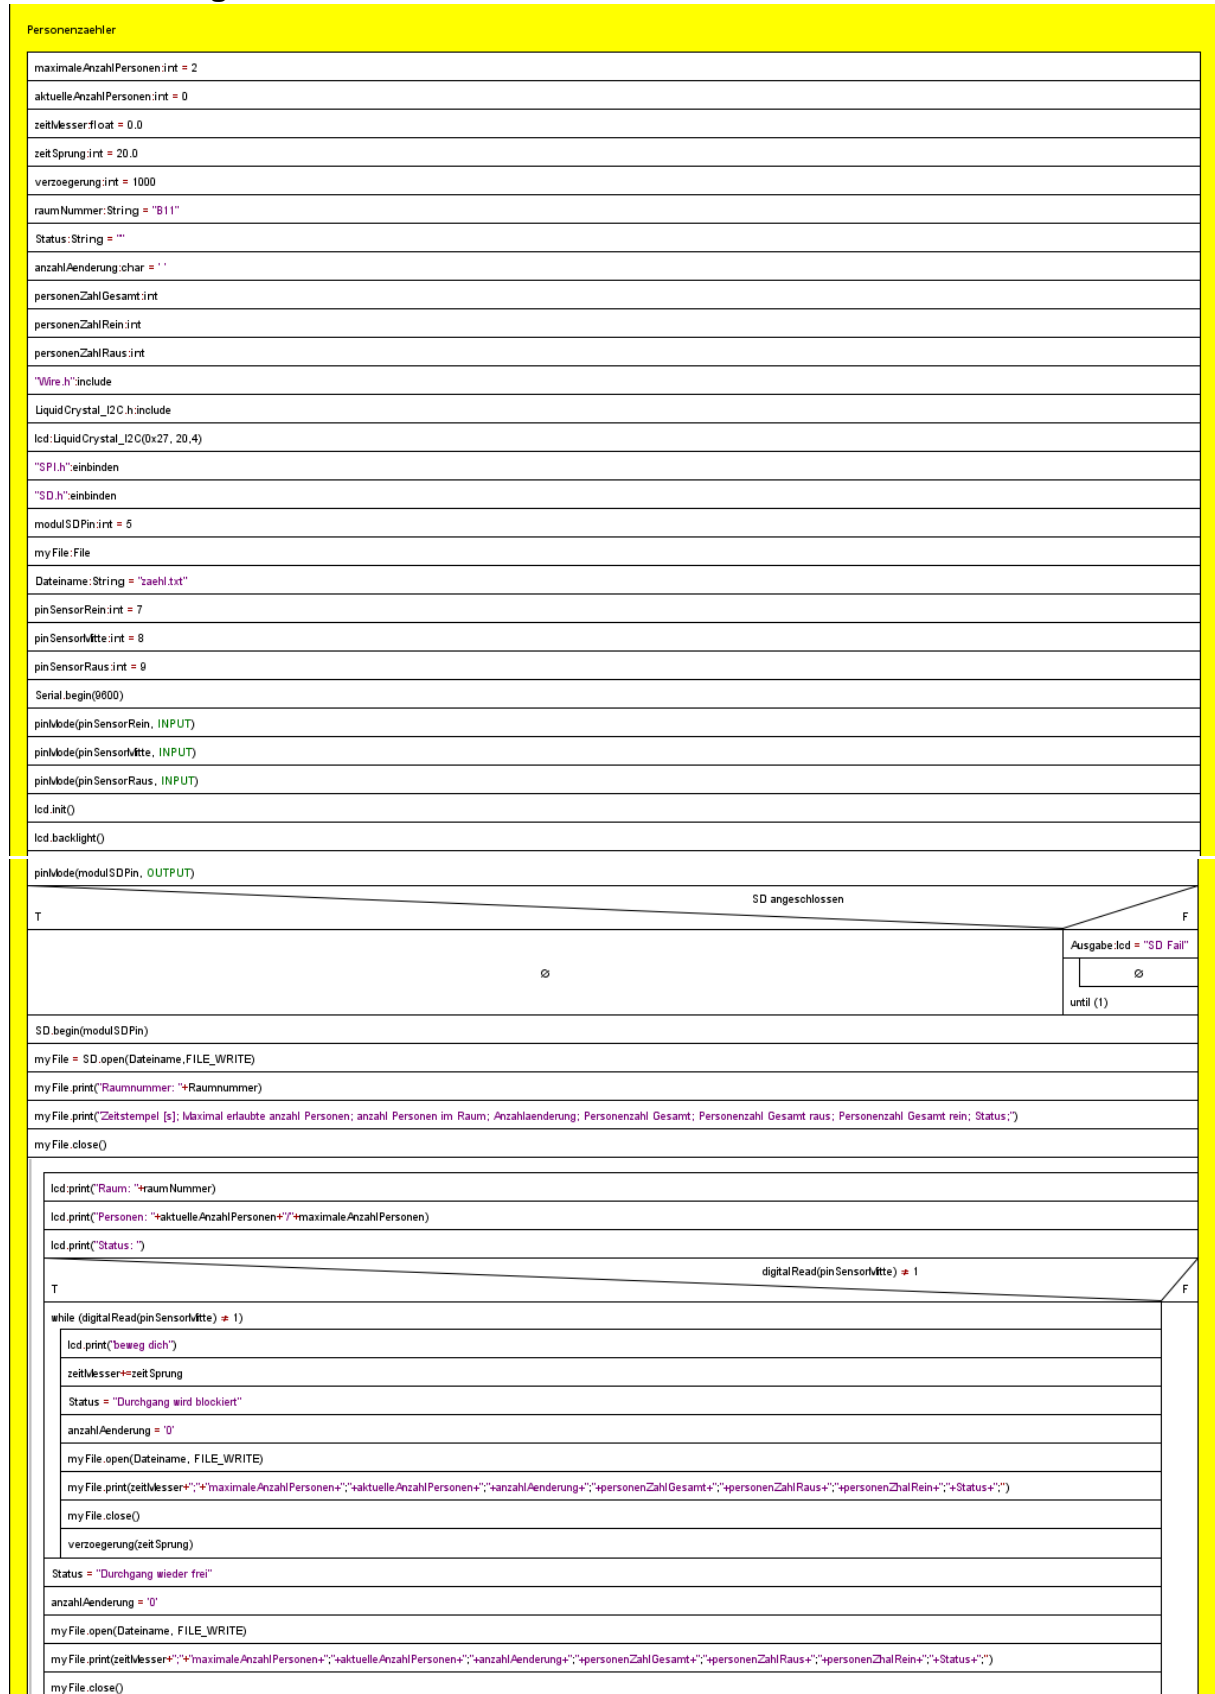 Personenzaehler
maximaleAnzahlPersonen:int = 2
aktuelleAnzahlPersonen:int = 0
zeitMesser:float = 0.0
zeitSprung:int = 20.0
verzoegerung:int = 1000
raumNummer:String = "B11"
Status:String = ""
anzahlAenderung:char = ' '
personenZahlGesamt:int
personenZahlRein:int
personenZahlRaus:int
"Wire.h":include
LiquidCrystal_I2C.h:include
lcd:LiquidCrystal_I2C(0x27, 20,4)
"SPI.h":einbinden
"SD.h":einbinden
modulSDPin:int = 5
myFile:File
Dateiname:String = "zaehl.txt"
pinSensorRein:int = 7
pinSensorMitte:int = 8
pinSensorRaus:int = 9
Serial.begin(9600)
pinMode(pinSensorRein, INPUT)
pinMode(pinSensorMitte, INPUT)
pinMode(pinSensorRaus, INPUT)
lcd.init()
lcd.backlight()
pinMode(modulSDPin, OUTPUT)
SD angeschlossen
T F
Ausgabe:lcd = "SD Fail"
∅ ∅
until (1)
SD.begin(modulSDPin)
myFile = SD.open(Dateiname,FILE_WRITE)
myFile.print("Raumnummer: "+Raumnummer)
myFile.print("Zeitstempel [s]; Maximal erlaubte anzahl Personen; anzahl Personen im Raum; Anzahlaenderung; Personenzahl Gesamt; Personenzahl Gesamt raus; Personenzahl Gesamt rein; Status;")
myFile.close()
lcd:print("Raum: "+raumNummer)
lcd.print("Personen: "+aktuelleAnzahlPersonen+"/"+maximaleAnzahlPersonen)
lcd.print("Status: ")
digitalRead(pinSensorMitte) ≠ 1
T F
while (digitalRead(pinSensorMitte) ≠ 1)
lcd.print("beweg dich")
zeitMesser+=zeitSprung
Status = "Durchgang wird blockiert"
anzahlAenderung = '0'
myFile.open(Dateiname, FILE_WRITE)
myFile.print(zeitMesser+";"+"maximaleAnzahlPersonen+";"+aktuelleAnzahlPersonen+";"+anzahlAenderung+";"+personenZahlGesamt+";"+personenZahlRaus+";"+personenZhalRein+";"+Status+";")
myFile.close()
verzoegerung(zeitSprung)
Status = "Durchgang wieder frei"
anzahlAenderung = '0'
myFile.open(Dateiname, FILE_WRITE)
myFile.print(zeitMesser+";"+"maximaleAnzahlPersonen+";"+aktuelleAnzahlPersonen+";"+anzahlAenderung+";"+personenZahlGesamt+";"+personenZahlRaus+";"+personenZhalRein+";"+Status+";")
myFile.close()